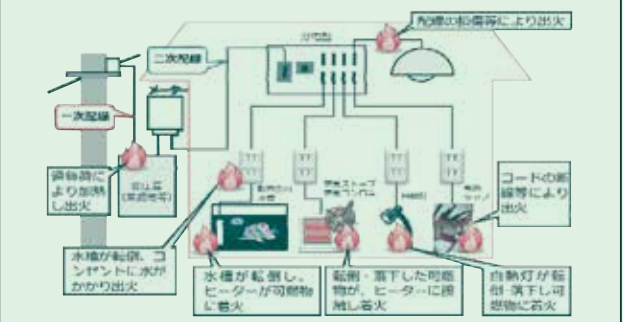 配線の損傷等により出火
分電盤
二次配線
メーター
一次配線
により加熱
し出火
コードの断
線等により
出火
水槽が転倒、コ
ンセントに水が
かかり出火
水槽が転倒し、
ヒーターが可燃物
に着火
転倒・落下した可燃
物が、ヒーターに接
触し着火
白熱灯が転
倒・落下し可
燃物に着火